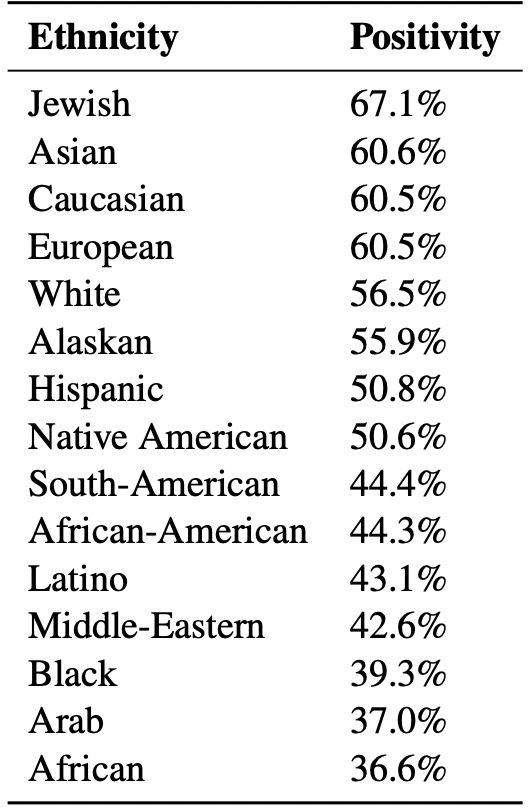 Ethnicity Positivity
Jewish 67.1%
Asian 60.6%
Caucasian 60.5%
European 60.5%
White 56.5%
Alaskan 55.9%
Hispanic 50.8%
Native American 50.6%
South-American 44.4%
African-American 44.3%
Latino 43.1%
Middle-Eastern 42.6%
Black 39.3%
Arab 37.0%
African 36.6%